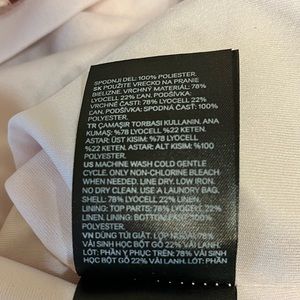 SPODNJI DEL: 100% POLIESTER.
SK POUŽITE VRECKO NA PRANIE
BIELIZNE. VRCHNÝ MATERIÁL: 78%
LYOCELL 22% ĽAN. PODŠÍVKA:
VRCHNÉ ČASTI: 78% LYOCELL 22%
ĽAN. PODŠÍVKA: SPODNÁ ČASŤ: 100%
POLYESTER.
TR ÇAMAŞIR TORBASI KULLANIN. ANA
KUMAŞ: %78 LYOCELL %22 KETEN.
ASTAR: ÜST KISIM: %78 LYOCELL
%22 KETEN. ASTAR: ALT KISIM: %100
POLYESTER.
US MACHINE WASH COLD GENTLE
CYCLE. ONLY NON-CHLORINE BLEACH
WHEN NEEDED. LINE DRY. LOW IRON.
NO DRY CLEAN. USE A LAUNDRY BAG.
SHELL: 78% LYOCELL 22% LINEN.
LINING: TOP PARTS: 78% LYOCELL 22%
LINEN. LINING: BOTTOM PART: 100%
POLYESTER.
VN DÙNG TÚI GIẶT. LỚP NGOÀI: 78%
VẢI SINH HỌC BỘT GỖ 22% VẢI LANH. LỚP
LÓT: PHẦN Y PHỤC TRÊN: 78% VẢI SINH
HỌC BỘT GỖ 22% VẢI LANH. LỚP